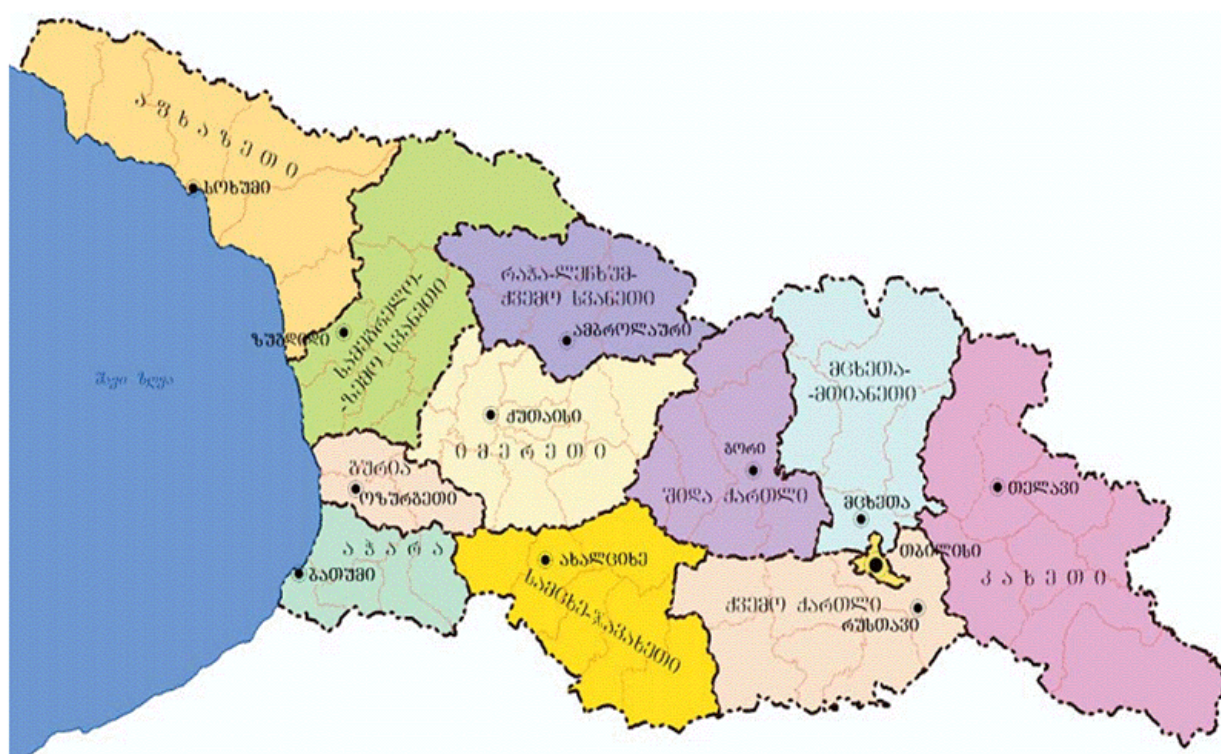 აფხაზეთი
სოხუმი
რაჭა-ლეჩხუმ-
ქვემო სვანეთი
ამბროლაური
ზუგდიდი
სამეგრელო-
-ზემო სვანეთი
შავი ზღვა
მცხეთა-
-მთიანეთი
ქუთაისი
იმერეთი
გორი
შიდა ქართლი
გურია
ოზურგეთი
თელავი
მცხეთა
აჭარა
ბათუმი
ახალციხე
სამცხე-ჯავახეთი
თბილისი
კახეთი
ქვემო ქართლი
რუსთავი